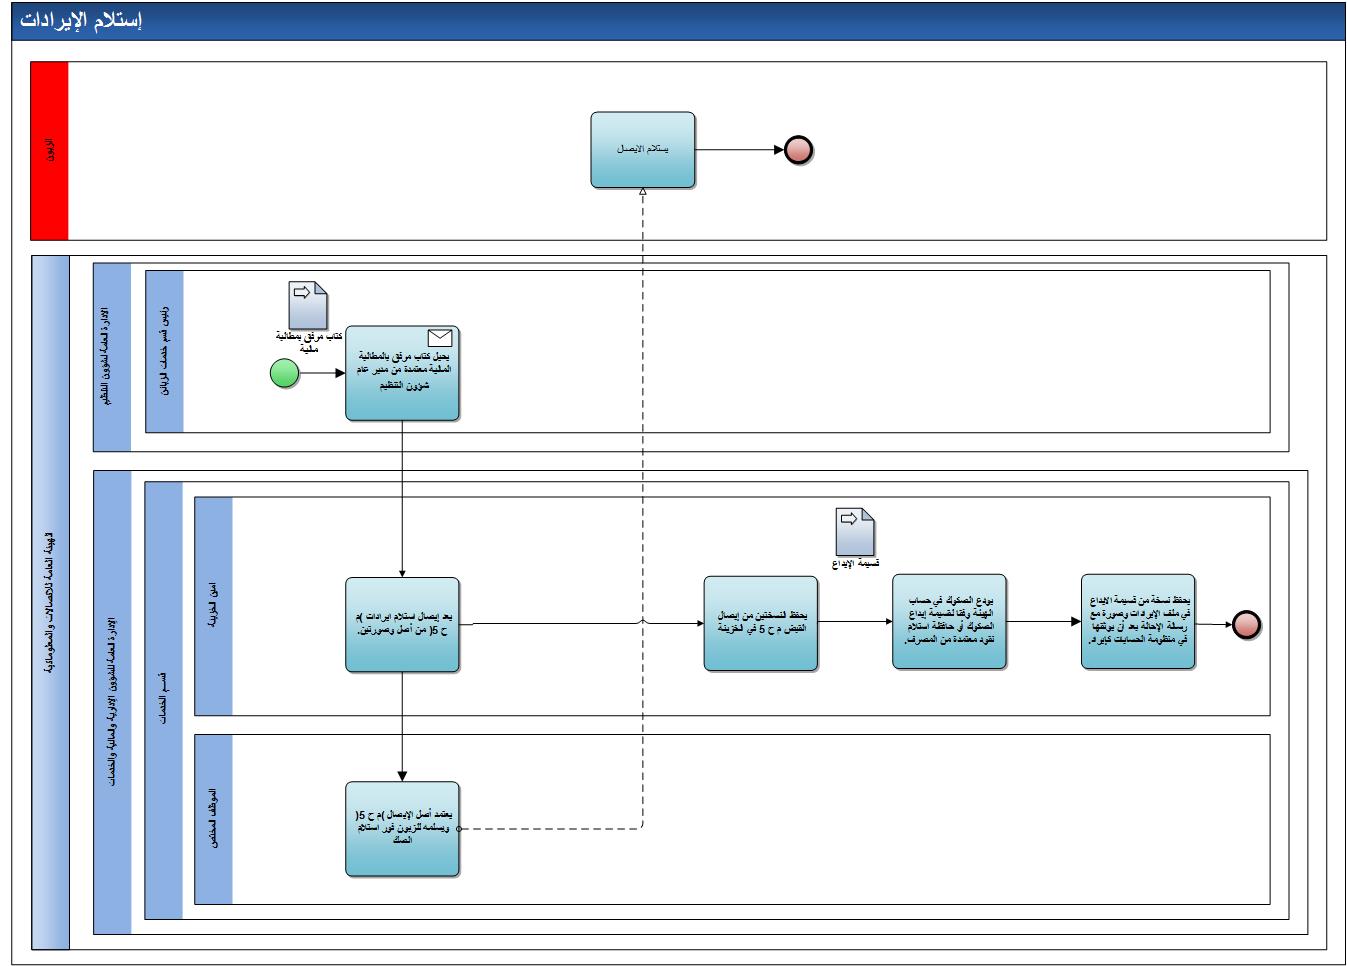 إستلام الإيرادات
الزبون
يستلام الايصال
الهيئة العامة للاتصالات والمعلوماتية
الادارة العامة لشؤون التنظيم
رئيس قسم خدمات الزبائن
كتاب مرفق بمطالبة
مالية
يحيل كتاب مرفق بالمطالبة
المالية معتمدة من مدير عام
شؤون التنظيم
الإدارة العامة للشؤون الإدارية والمالية والخدمات
قسم الخدمات
امين الخزينة
يعد إيصال استلام ايرادات )م
ح 5( من أصل وصورتين.
يحفظ النسختين من إيصال
القبض م ح 5 في الخزينة
قسيمة الإيداع
يودع الصكوك في حساب
الهيئة وفقا لقسيمة إيداع
الصكوك أو حافظة استلام
نقود معتمدة من المصرف.
يحفظ نسخة من قسيمة الايداع
في ملف الإيرادات وصورة مع
رسالة الإحالة بعد أن يوثقها
في منظومة الحسابات كإيراد.
الموظف المختص
يعتمد أصل الإيصال )م ح 5(
ويسلمه للزبون فور استلام
الصك